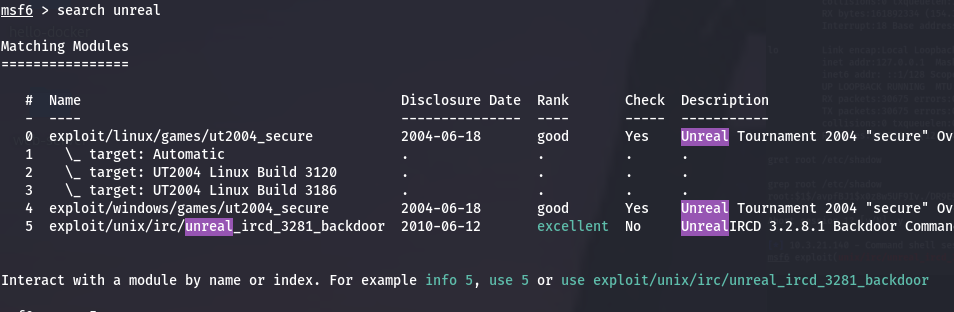 msf6 > search unreal
Matching Modules
================
   #  Name                                        Disclosure Date  Rank       Check  Description
   -  ----                                        ---------------  ----       -----  -----------
   0  exploit/linux/games/ut2004_secure           2004-06-18       good       Yes    Unreal Tournament 2004 "secure" Ov
   1    \_ target: Automatic                      .                .          .      .
   2    \_ target: UT2004 Linux Build 3120        .                .          .      .
   3    \_ target: UT2004 Linux Build 3186        .                .          .      .
   4  exploit/windows/games/ut2004_secure         2004-06-18       good       Yes    Unreal Tournament 2004 "secure" Ov
   5  exploit/unix/irc/unreal_ircd_3281_backdoor  2010-06-12       excellent  No     UnrealIRCD 3.2.8.1 Backdoor Comman
Interact with a module by name or index. For example info 5, use 5 or use exploit/unix/irc/unreal_ircd_3281_backdoor